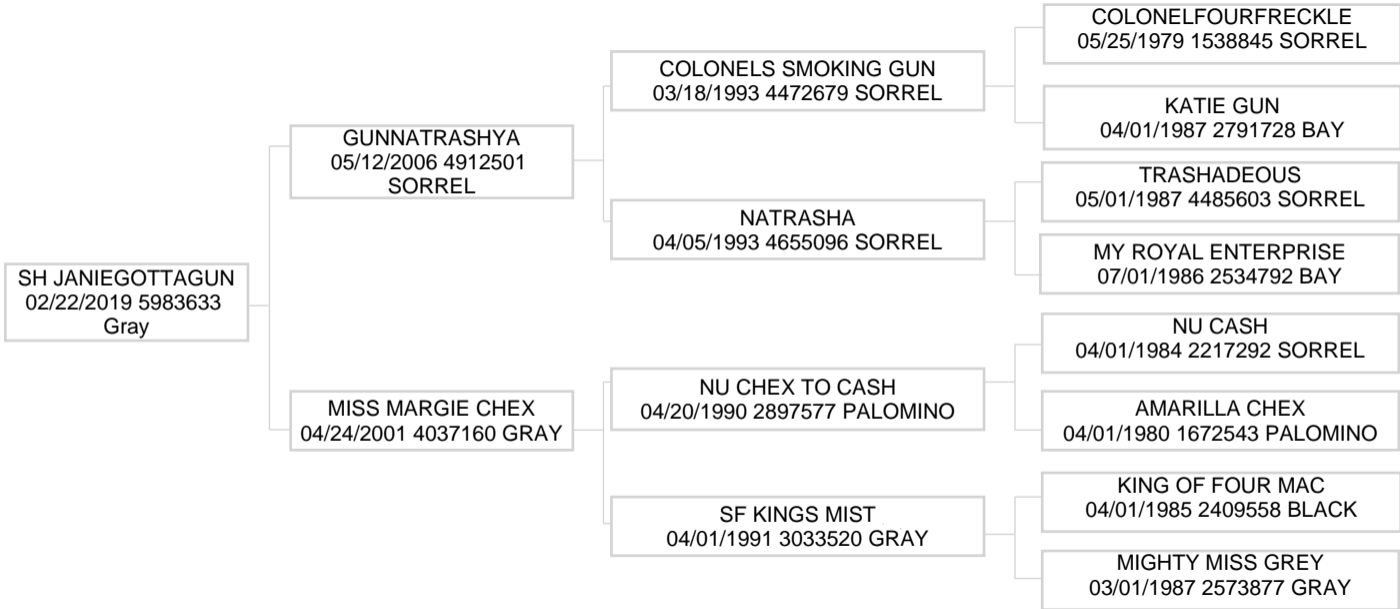 SH JANIEGOTTAGUN
02/22/2019 5983633
Gray
GUNNATRASHYA
05/12/2006 4912501
SORREL
MISS MARGIE CHEX
04/24/2001 4037160 GRAY
COLONELS SMOKING GUN
03/18/1993 4472679 SORREL
NATRASHA
04/05/1993 4655096 SORREL
NU CHEX TO CASH
04/20/1990 2897577 PALOMINO
SF KINGS MIST
04/01/1991 3033520 GRAY
COLONELFOURFRECKLE
05/25/1979 1538845 SORREL
KATIE GUN
04/01/1987 2791728 BAY
TRASHADEOUS
05/01/1987 4485603 SORREL
MY ROYAL ENTERPRISE
07/01/1986 2534792 BAY
NU CASH
04/01/1984 2217292 SORREL
AMARILLA CHEX
04/01/1980 1672543 PALOMINO
KING OF FOUR MAC
04/01/1985 2409558 BLACK
MIGHTY MISS GREY
03/01/1987 2573877 GRAY